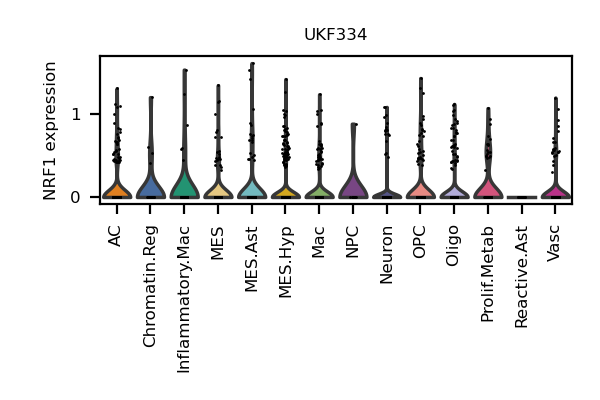 UKF334
NRF1 expression
1
0
AC
Chromatin.Reg
Inflammatory.Mac
MES
MES.Ast
MES.Hyp
Mac
NPC
Neuron
OPC
Oligo
Prolif.Metab
Reactive.Ast
Vasc